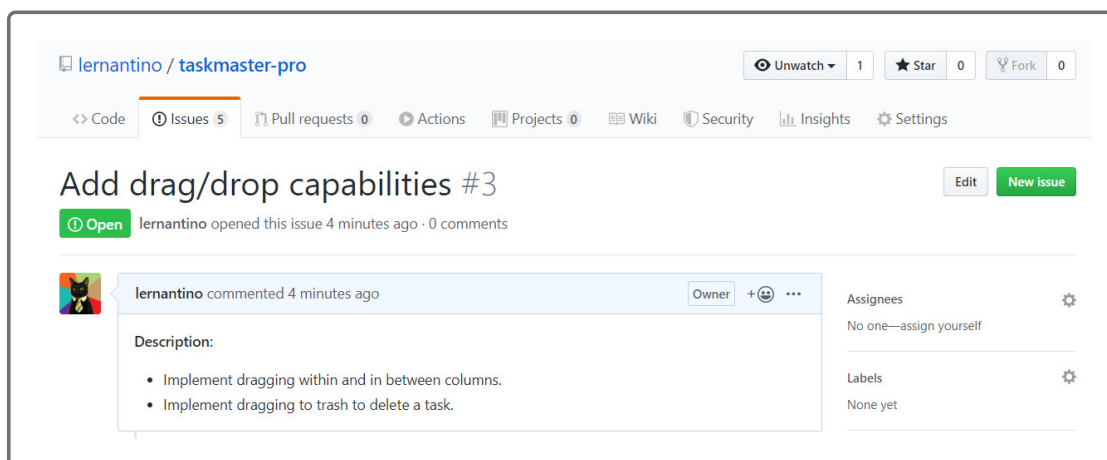 lernantino / taskmaster-pro
Unwatch 1 Star 0 Fork 0
Code Issues 5 Pull requests 0 Actions Projects 0 Wiki Security Insights Settings
Add drag/drop capabilities #3
Edit New issue
Open lernantino opened this issue 4 minutes ago · 0 comments
lernantino commented 4 minutes ago Owner
Assignees
No one—assign yourself
Description:
• Implement dragging within and in between columns.
• Implement dragging to trash to delete a task.
Labels
None yet